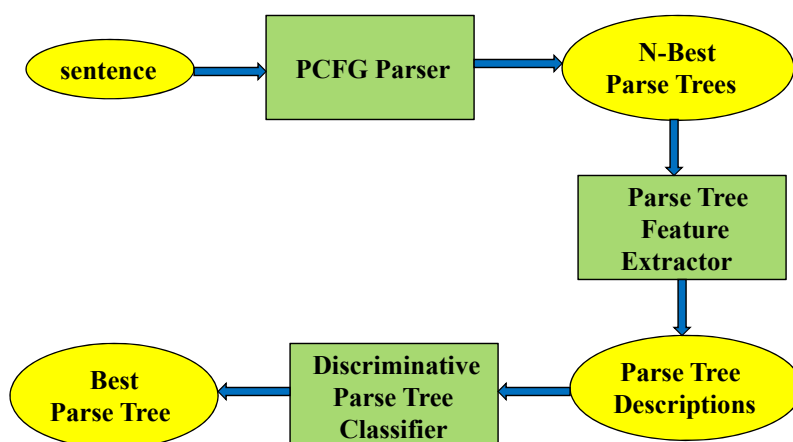 sentence
PCFG Parser
N-Best
Parse Trees
Parse Tree
Feature
Extractor
Parse Tree
Descriptions
Discriminative
Parse Tree
Classifier
Best
Parse Tree